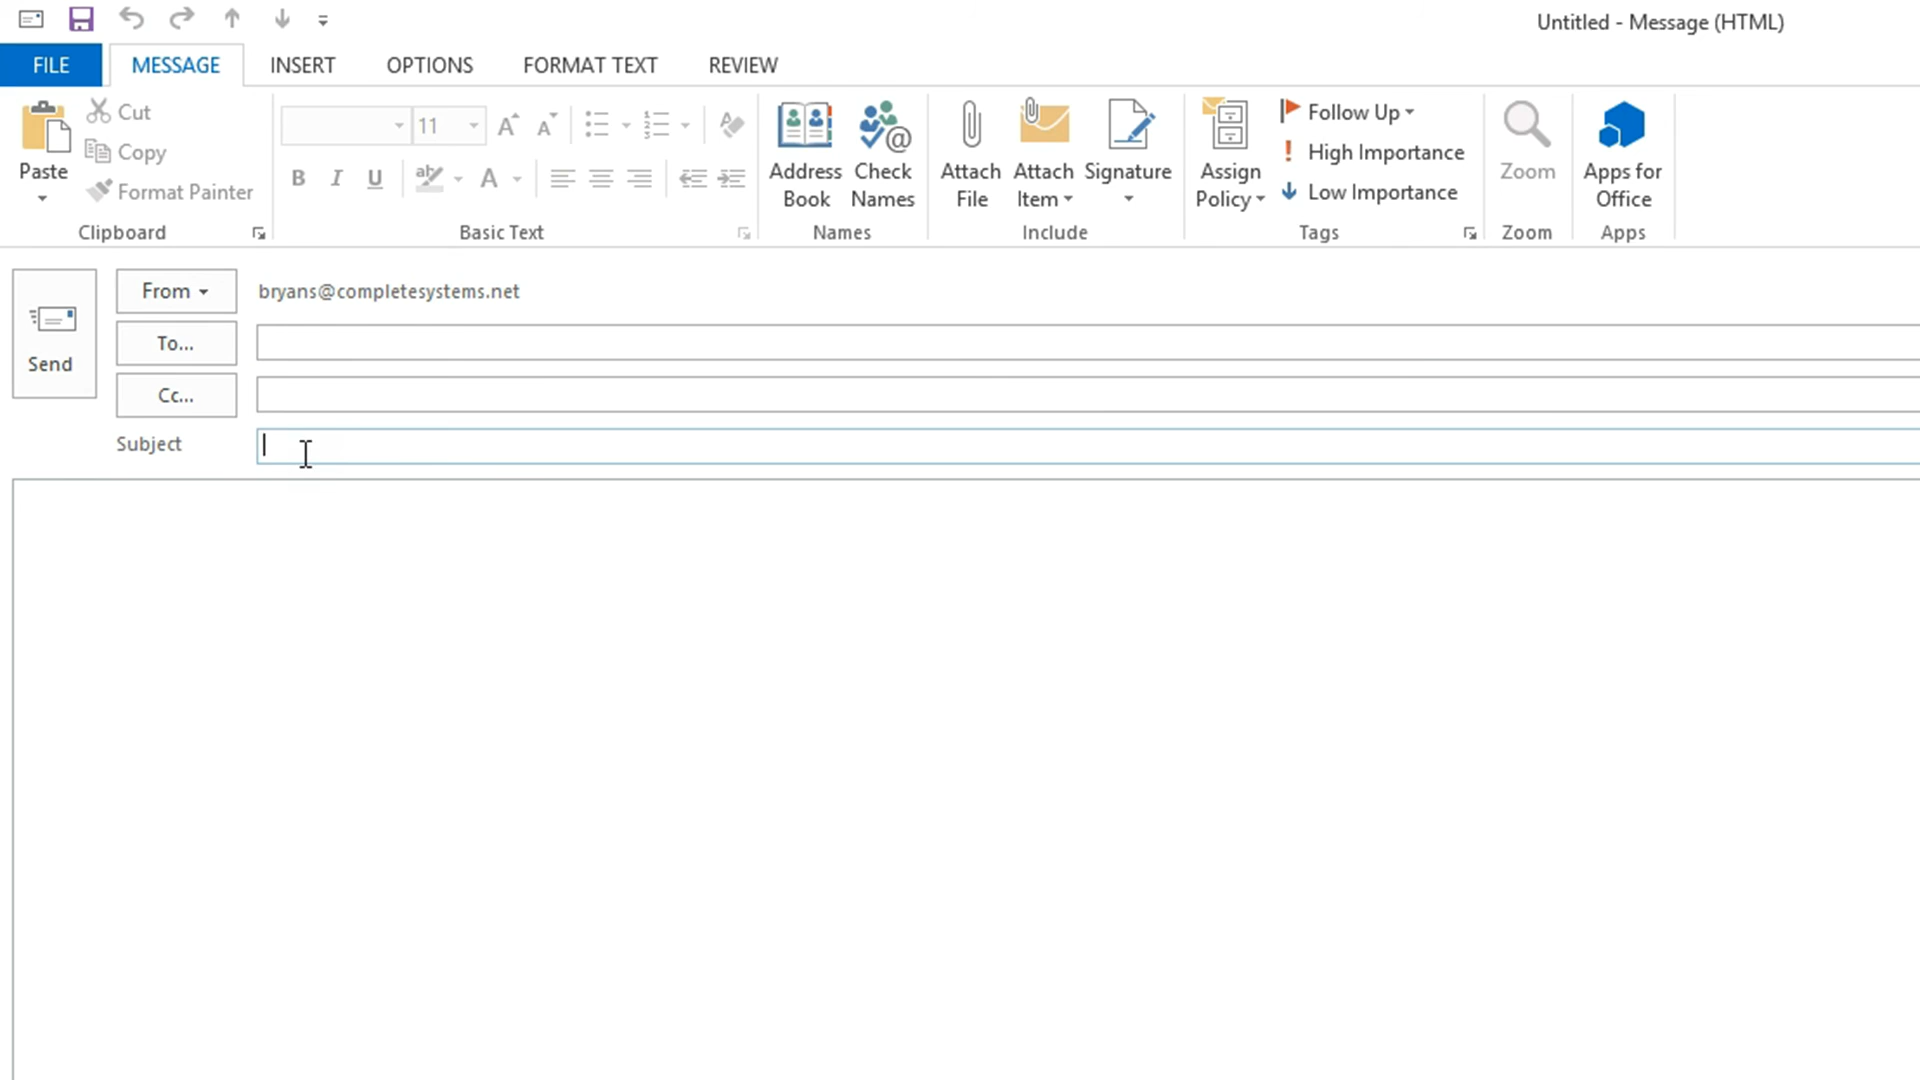 Untitled - Message (HTML)
FILE MESSAGE INSERT OPTIONS FORMAT TEXT REVIEW
Paste
Cut
Copy
Format Painter
Clipboard
11
B I U
Basic Text
Address Book
Check Names
Names
Attach File
Attach Item
Signature
Include
Assign Policy
Follow Up
High Importance
Low Importance
Tags
Zoom
Zoom
Apps for Office
Apps
Send
From bryans@completesystems.net
To...
Cc...
Subject